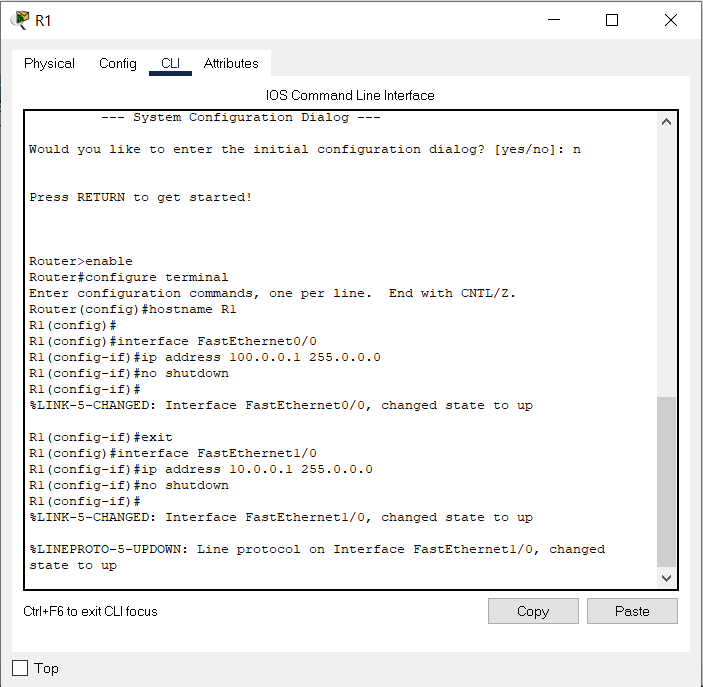 R1
Physical Config CLI Attributes
IOS Command Line Interface
--- System Configuration Dialog ---
Would you like to enter the initial configuration dialog? [yes/no]: n
Press RETURN to get started!
Router>enable
Router#configure terminal
Enter configuration commands, one per line.  End with CNTL/Z.
Router(config)#hostname R1
R1(config)#
R1(config)#interface FastEthernet0/0
R1(config-if)#ip address 100.0.0.1 255.0.0.0
R1(config-if)#no shutdown
R1(config-if)#
%LINK-5-CHANGED: Interface FastEthernet0/0, changed state to up
R1(config-if)#exit
R1(config)#interface FastEthernet1/0
R1(config-if)#ip address 10.0.0.1 255.0.0.0
R1(config-if)#no shutdown
R1(config-if)#
%LINK-5-CHANGED: Interface FastEthernet1/0, changed state to up
%LINEPROTO-5-UPDOWN: Line protocol on Interface FastEthernet1/0, changed
state to up
Ctrl+F6 to exit CLI focus
Copy Paste
Top